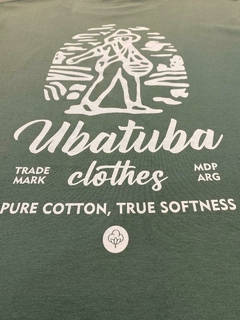 Ubatuba
TRADE MARK
clothes
MDP ARG
PURE COTTON, TRUE SOFTNESS